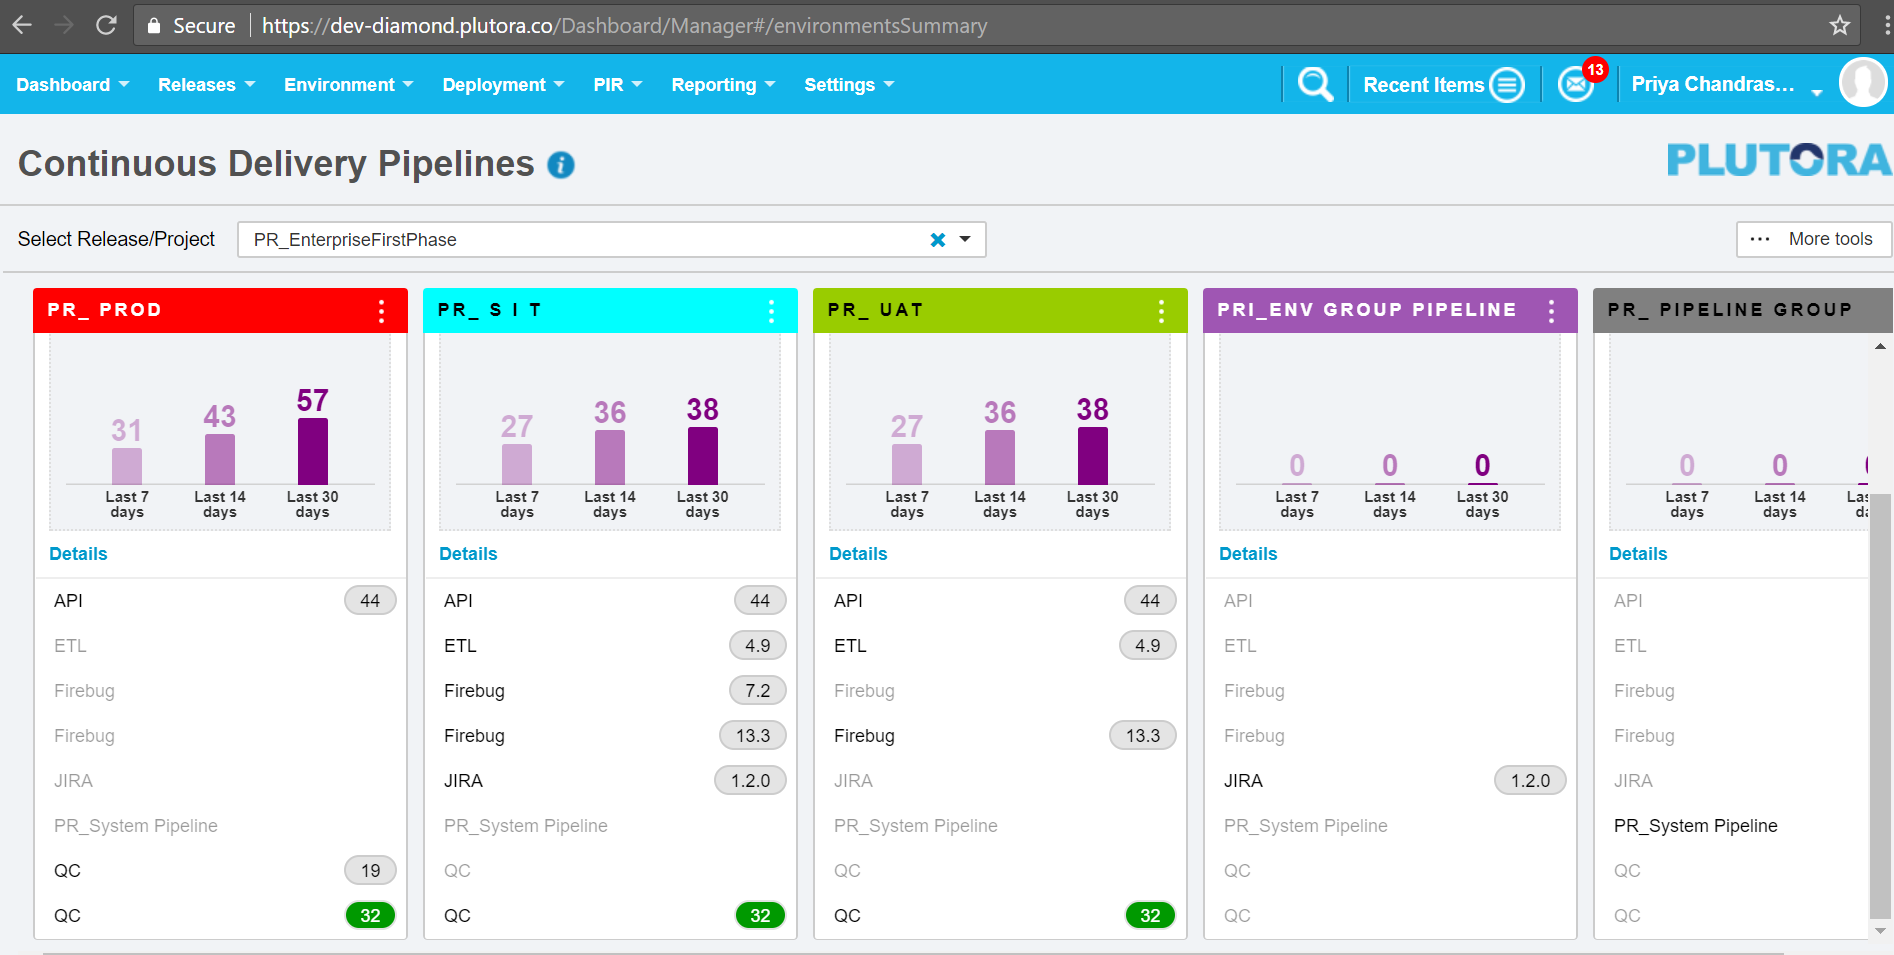 Secure https://dev-diamond.plutora.co/Dashboard/Manager#/environmentsSummary
Dashboard Releases Environment Deployment PIR Reporting Settings Recent Items 13 Priya Chandras...
Continuous Delivery Pipelines i PLUTORA
Select Release/Project PR_EnterpriseFirstPhase More tools
PR_ PROD
31 43 57
Last 7 days Last 14 days Last 30 days
Details
API 44
ETL
Firebug
Firebug
JIRA
PR_System Pipeline
QC 19
QC 32
PR_ S I T
27 36 38
Last 7 days Last 14 days Last 30 days
Details
API 44
ETL 4.9
Firebug 7.2
Firebug 13.3
JIRA 1.2.0
PR_System Pipeline
QC
QC 32
PR_ UAT
27 36 38
Last 7 days Last 14 days Last 30 days
Details
API 44
ETL 4.9
Firebug
Firebug 13.3
JIRA
PR_System Pipeline
QC
QC 32
PRI_ENV GROUP PIPELINE
0 0 0
Last 7 days Last 14 days Last 30 days
Details
API
ETL
Firebug
Firebug
JIRA 1.2.0
PR_System Pipeline
QC
QC
PR_ PIPELINE GROUP
0 0
Last 7 days Last 14 days
Details
API
ETL
Firebug
Firebug
JIRA
PR_System Pipeline
QC
QC